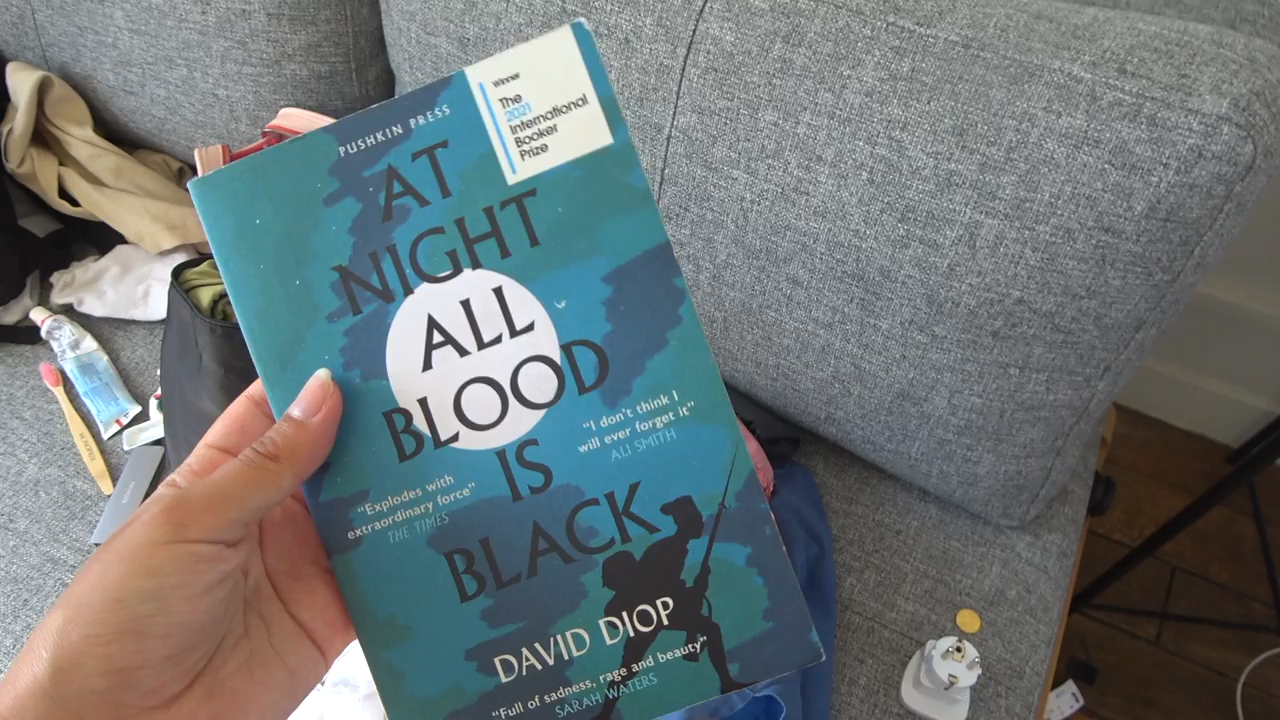 PUSHKIN PRESS
Winner
The
2021
International
Booker
Prize
AT
NIGHT
ALL
BLOOD
IS
BLACK
"I don't think I
will ever forget it"
ALI SMITH
"Explodes with
extraordinary force"
THE TIMES
DAVID DIOP
"Full of sadness, rage and beauty"
SARAH WATERS